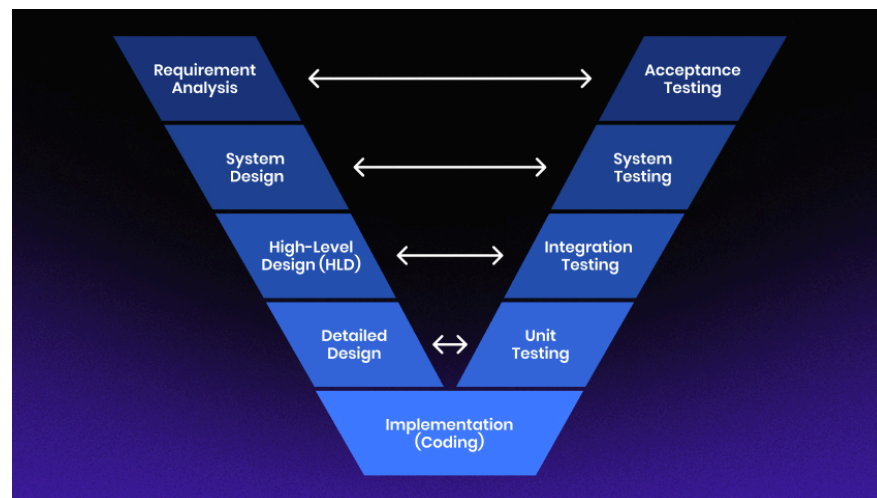 Requirement
Analysis
Acceptance
Testing
System
Design
System
Testing
High-Level
Design (HLD)
Integration
Testing
Detailed
Design
Unit
Testing
Implementation
(Coding)